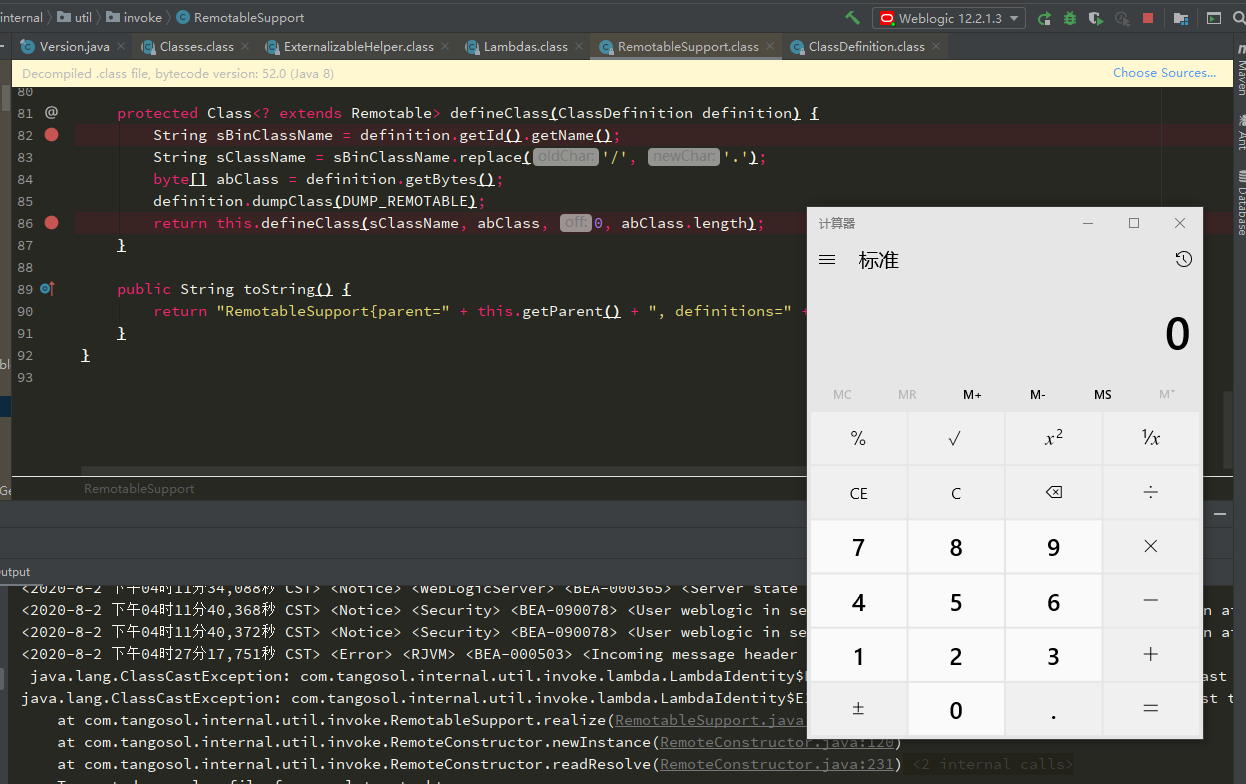 internal util invoke RemotableSupport Weblogic 12.2.1.3
Version.java Classes.class ExternalizableHelper.class Lambdas.class RemotableSupport.class ClassDefinition.class
Decompiled .class file, bytecode version: 52.0 (Java 8) Choose Sources...
80
81 @ protected Class<? extends Remotable> defineClass(ClassDefinition definition) {
82 String sBinClassName = definition.getId().getName();
83 String sClassName = sBinClassName.replace( oldChar: '/', newChar: '.');
84 byte[] abClass = definition.getBytes();
85 definition.dumpClass(DUMP_REMOTABLE);
86 return this.defineClass(sClassName, abClass, off: 0, abClass.length);
87 }
88
89 public String toString() {
90 return "RemotableSupport{parent=" + this.getParent() + ", definitions=" +
91 }
92 }
93
RemotableSupport
Maven
Ant
Database
计算器
标准
0
MC MR M+ M- MS M˅
% √ x² ¹/x
CE C ⌫ ÷
7 8 9 ×
4 5 6 −
1 2 3 +
± 0 . =
utput
<2020-8-2 下午04时11分34,088秒 CST> <Notice> <WebLogicServer> <BEA-000365> <Server state
<2020-8-2 下午04时11分40,368秒 CST> <Notice> <Security> <BEA-090078> <User weblogic in se
<2020-8-2 下午04时11分40,372秒 CST> <Notice> <Security> <BEA-090078> <User weblogic in se
<2020-8-2 下午04时27分17,751秒 CST> <Error> <RJVM> <BEA-000503> <Incoming message header
java.lang.ClassCastException: com.tangosol.internal.util.invoke.lambda.LambdaIdentity$ ast
java.lang.ClassCastException: com.tangosol.internal.util.invoke.lambda.LambdaIdentity$E st t
at com.tangosol.internal.util.invoke.RemotableSupport.realize(RemotableSupport.java
at com.tangosol.internal.util.invoke.RemoteConstructor.newInstance(RemoteConstructor.java:120)
at com.tangosol.internal.util.invoke.RemoteConstructor.readResolve(RemoteConstructor.java:231) <2 internal calls>